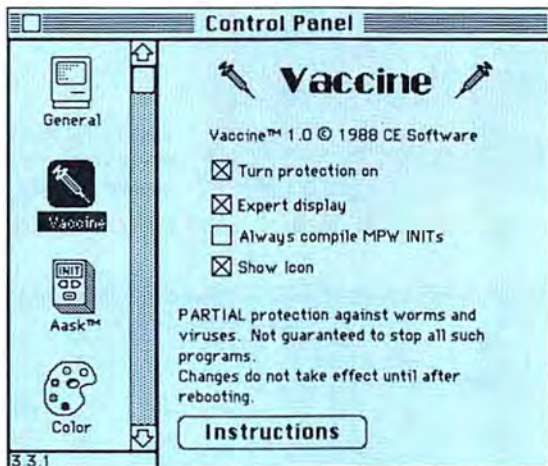 Control Panel
General
Vaccine
INIT
Aask™
Color
3.3.1
Vaccine
Vaccine™ 1.0 © 1988 CE Software
Turn protection on
Expert display
Always compile MPW INITs
Show Icon
PARTIAL protection against worms and
viruses. Not guaranteed to stop all such
programs.
Changes do not take effect until after
rebooting.
Instructions